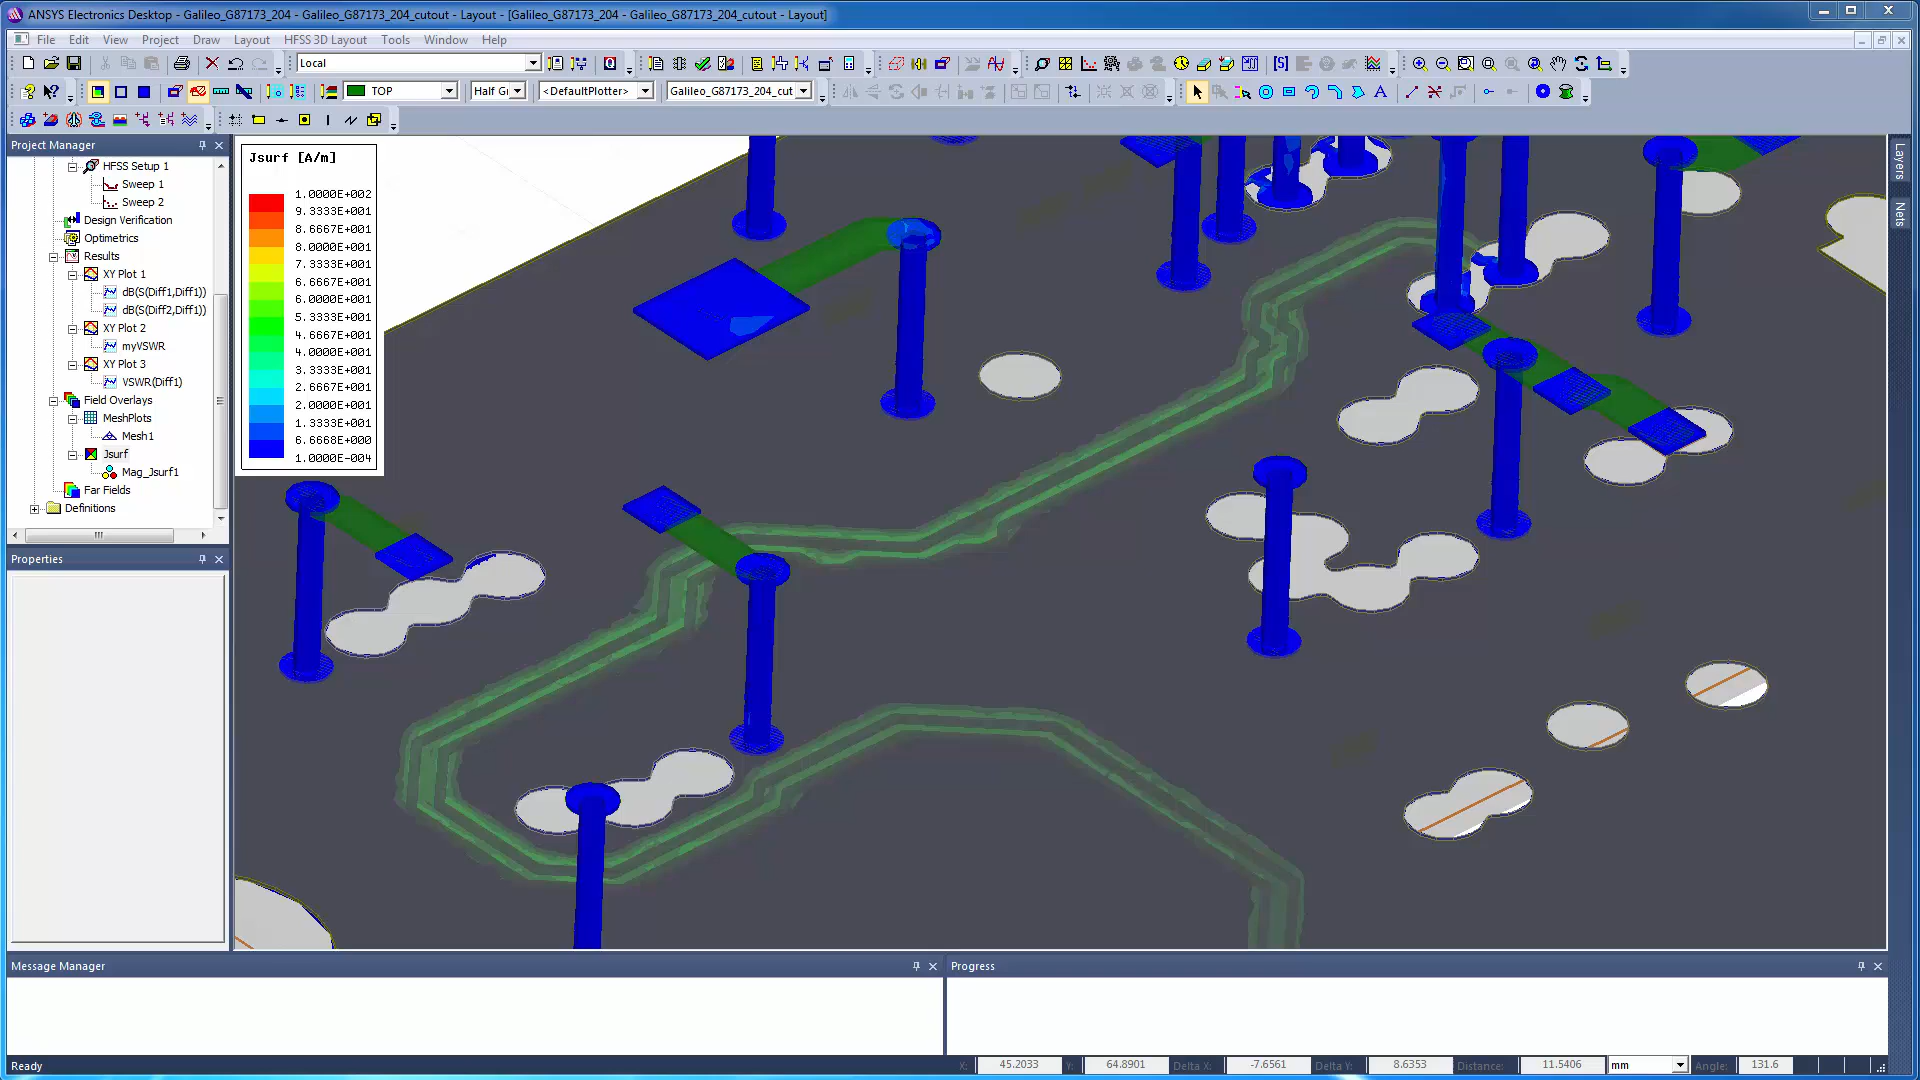 ANSYS Electronics Desktop - Galileo_G87173_204 - Galileo_G87173_204_cutout - Layout - [Galileo_G87173_204 - Galileo_G87173_204_cutout - Layout]
File Edit View Project Draw Layout HFSS 3D Layout Tools Window Help
Local
TOP Half Gi <DefaultPlotter> Galileo_G87173_204_cut
Project Manager
HFSS Setup 1
Sweep 1
Sweep 2
Design Verification
Optimetrics
Results
XY Plot 1
dB(S(Diff1,Diff1))
dB(S(Diff2,Diff1))
XY Plot 2
myVSWR
XY Plot 3
VSWR(Diff1)
Field Overlays
MeshPlots
Mesh1
Jsurf
Mag_Jsurf1
Far Fields
Definitions
Properties
Jsurf [A/m]
1.0000E+002
9.3333E+001
8.6667E+001
8.0000E+001
7.3333E+001
6.6667E+001
6.0000E+001
5.3333E+001
4.6667E+001
4.0000E+001
3.3333E+001
2.6667E+001
2.0000E+001
1.3333E+001
6.6668E+000
1.0000E-004
Layers
Nets
Message Manager
Progress
Ready
X: 45.2033 Y: 64.8901 Delta X: -7.6561 Delta Y: 8.6353 Distance: 11.5406 mm Angle: 131.6